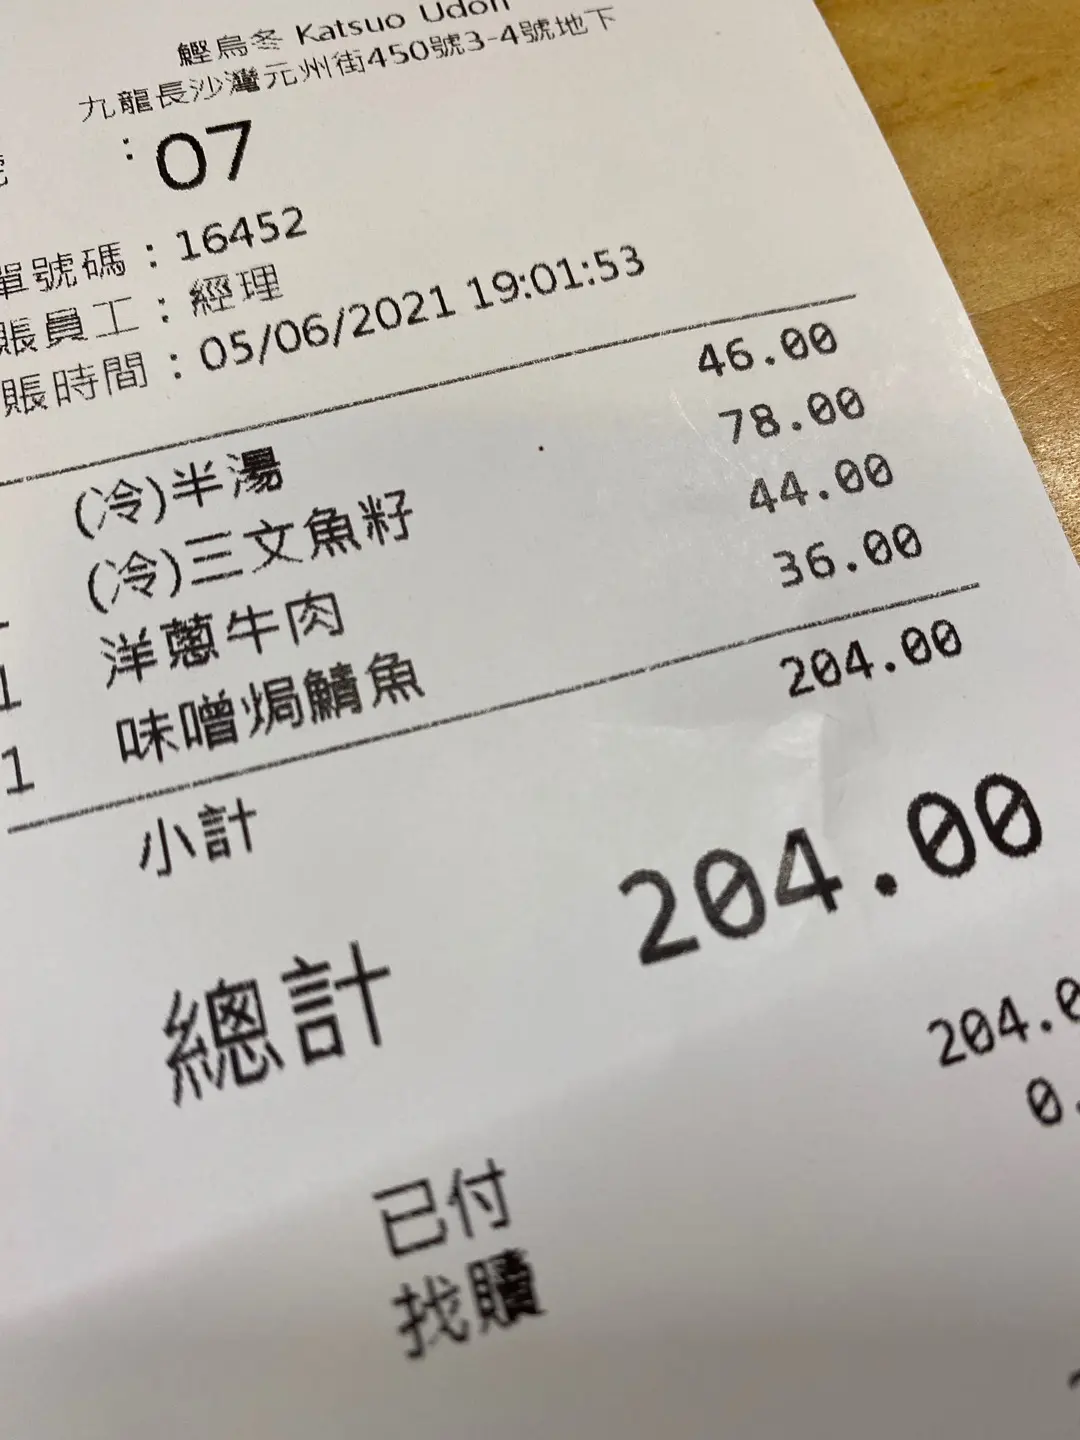 鰹烏冬 Katsuo Udon
九龍長沙灣元州街450號3-4號地下
號 : 07
單號碼 : 16452
賬員工 : 經理
賬時間 : 05/06/2021 19:01:53
(冷)半湯 46.00
(冷)三文魚籽 78.00
1 洋蔥牛肉 44.00
1 味噌焗鯖魚 36.00
小計 204.00
總計 204.00
已付 204.0
找贖 0.